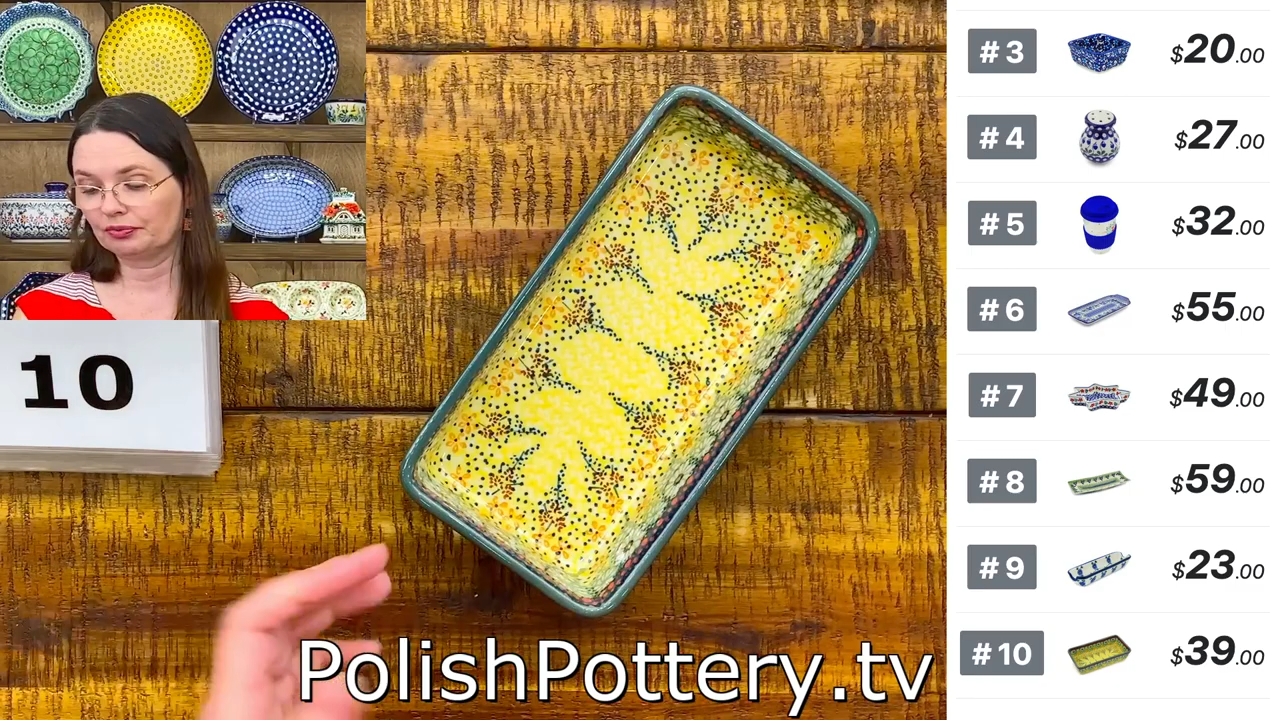 10
PolishPottery.tv
# 3 $20.00
# 4 $27.00
# 5 $32.00
# 6 $55.00
# 7 $49.00
# 8 $59.00
# 9 $23.00
# 10 $39.00